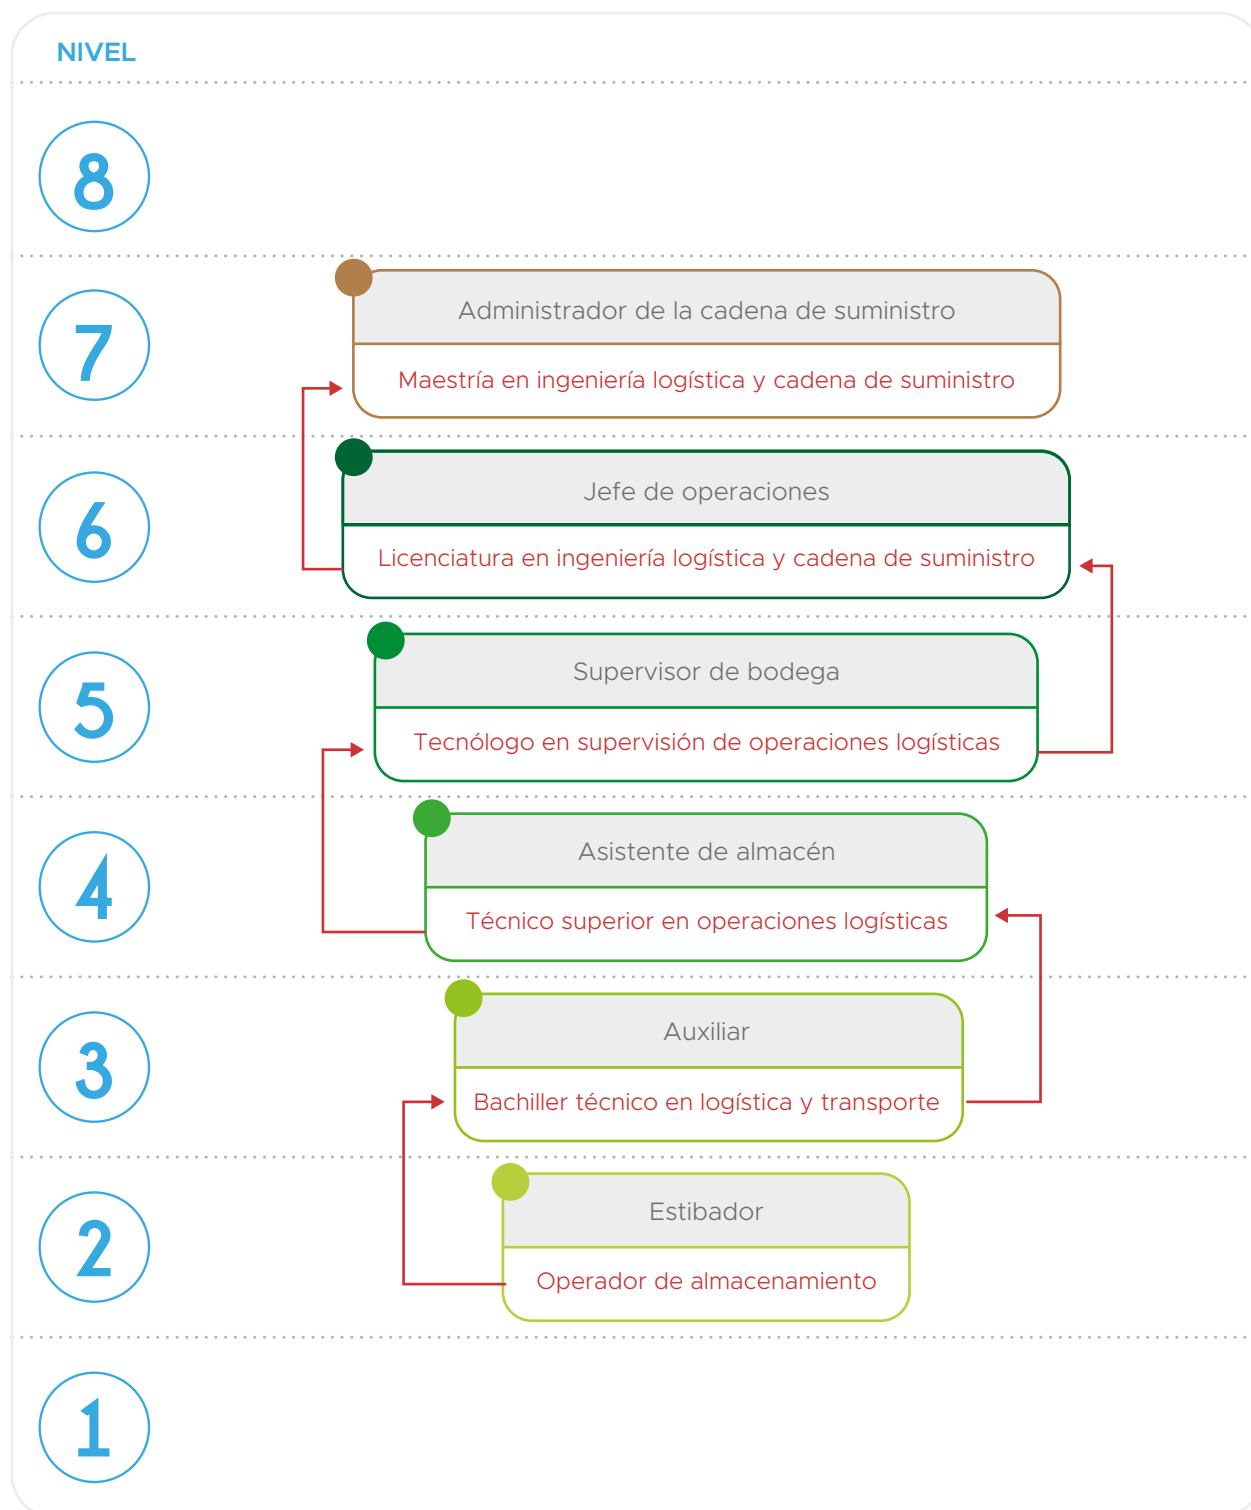 NIVEL
8
7
Administrador de la cadena de suministro
Maestría en ingeniería logística y cadena de suministro
6
Jefe de operaciones
Licenciatura en ingeniería logística y cadena de suministro
5
Supervisor de bodega
Tecnólogo en supervisión de operaciones logísticas
4
Asistente de almacén
Técnico superior en operaciones logísticas
3
Auxiliar
Bachiller técnico en logística y transporte
2
Estibador
Operador de almacenamiento
1